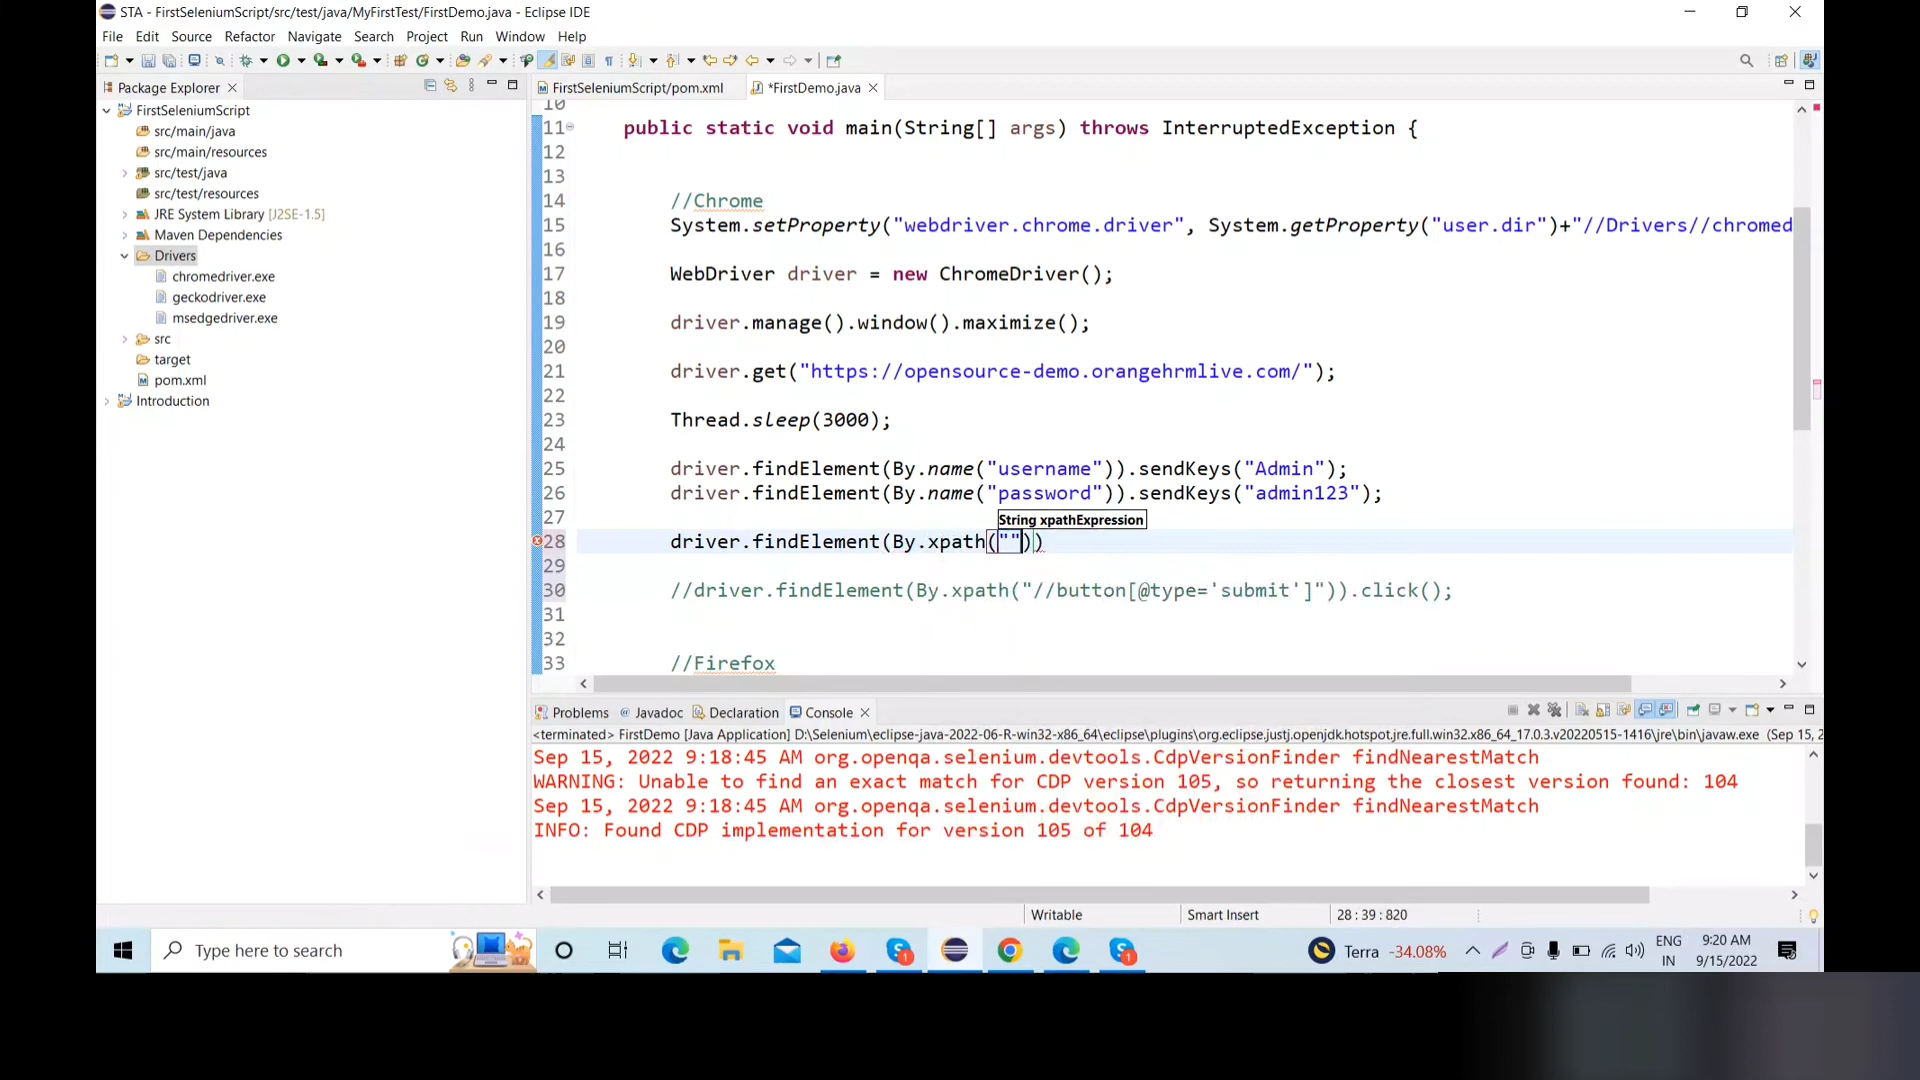 STA - FirstSeleniumScript/src/test/java/MyFirstTest/FirstDemo.java - Eclipse IDE
File Edit Source Refactor Navigate Search Project Run Window Help
Package Explorer
FirstSeleniumScript
src/main/java
src/main/resources
src/test/java
src/test/resources
JRE System Library [J2SE-1.5]
Maven Dependencies
Drivers
chromedriver.exe
geckodriver.exe
msedgedriver.exe
src
target
pom.xml
Introduction
FirstSeleniumScript/pom.xml *FirstDemo.java
10
11 public static void main(String[] args) throws InterruptedException {
12
13
14 //Chrome
15 System.setProperty("webdriver.chrome.driver", System.getProperty("user.dir")+"//Drivers//chromed
16
17 WebDriver driver = new ChromeDriver();
18
19 driver.manage().window().maximize();
20
21 driver.get("https://opensource-demo.orangehrmlive.com/");
22
23 Thread.sleep(3000);
24
25 driver.findElement(By.name("username")).sendKeys("Admin");
26 driver.findElement(By.name("password")).sendKeys("admin123");
27
String xpathExpression
28 driver.findElement(By.xpath(""))
29
30 //driver.findElement(By.xpath("//button[@type='submit']")).click();
31
32
33 //Firefox
Problems @ Javadoc Declaration Console
<terminated> FirstDemo [Java Application] D:\Selenium\eclipse-java-2022-06-R-win32-x86_64\eclipse\plugins\org.eclipse.justj.openjdk.hotspot.jre.full.win32.x86_64_17.0.3.v20220515-1416\jre\bin\javaw.exe (Sep 15, 2
Sep 15, 2022 9:18:45 AM org.openqa.selenium.devtools.CdpVersionFinder findNearestMatch
WARNING: Unable to find an exact match for CDP version 105, so returning the closest version found: 104
Sep 15, 2022 9:18:45 AM org.openqa.selenium.devtools.CdpVersionFinder findNearestMatch
INFO: Found CDP implementation for version 105 of 104
Writable Smart Insert 28 : 39 : 820
Type here to search
1
1
Terra -34.08%
ENG
IN
9:20 AM
9/15/2022